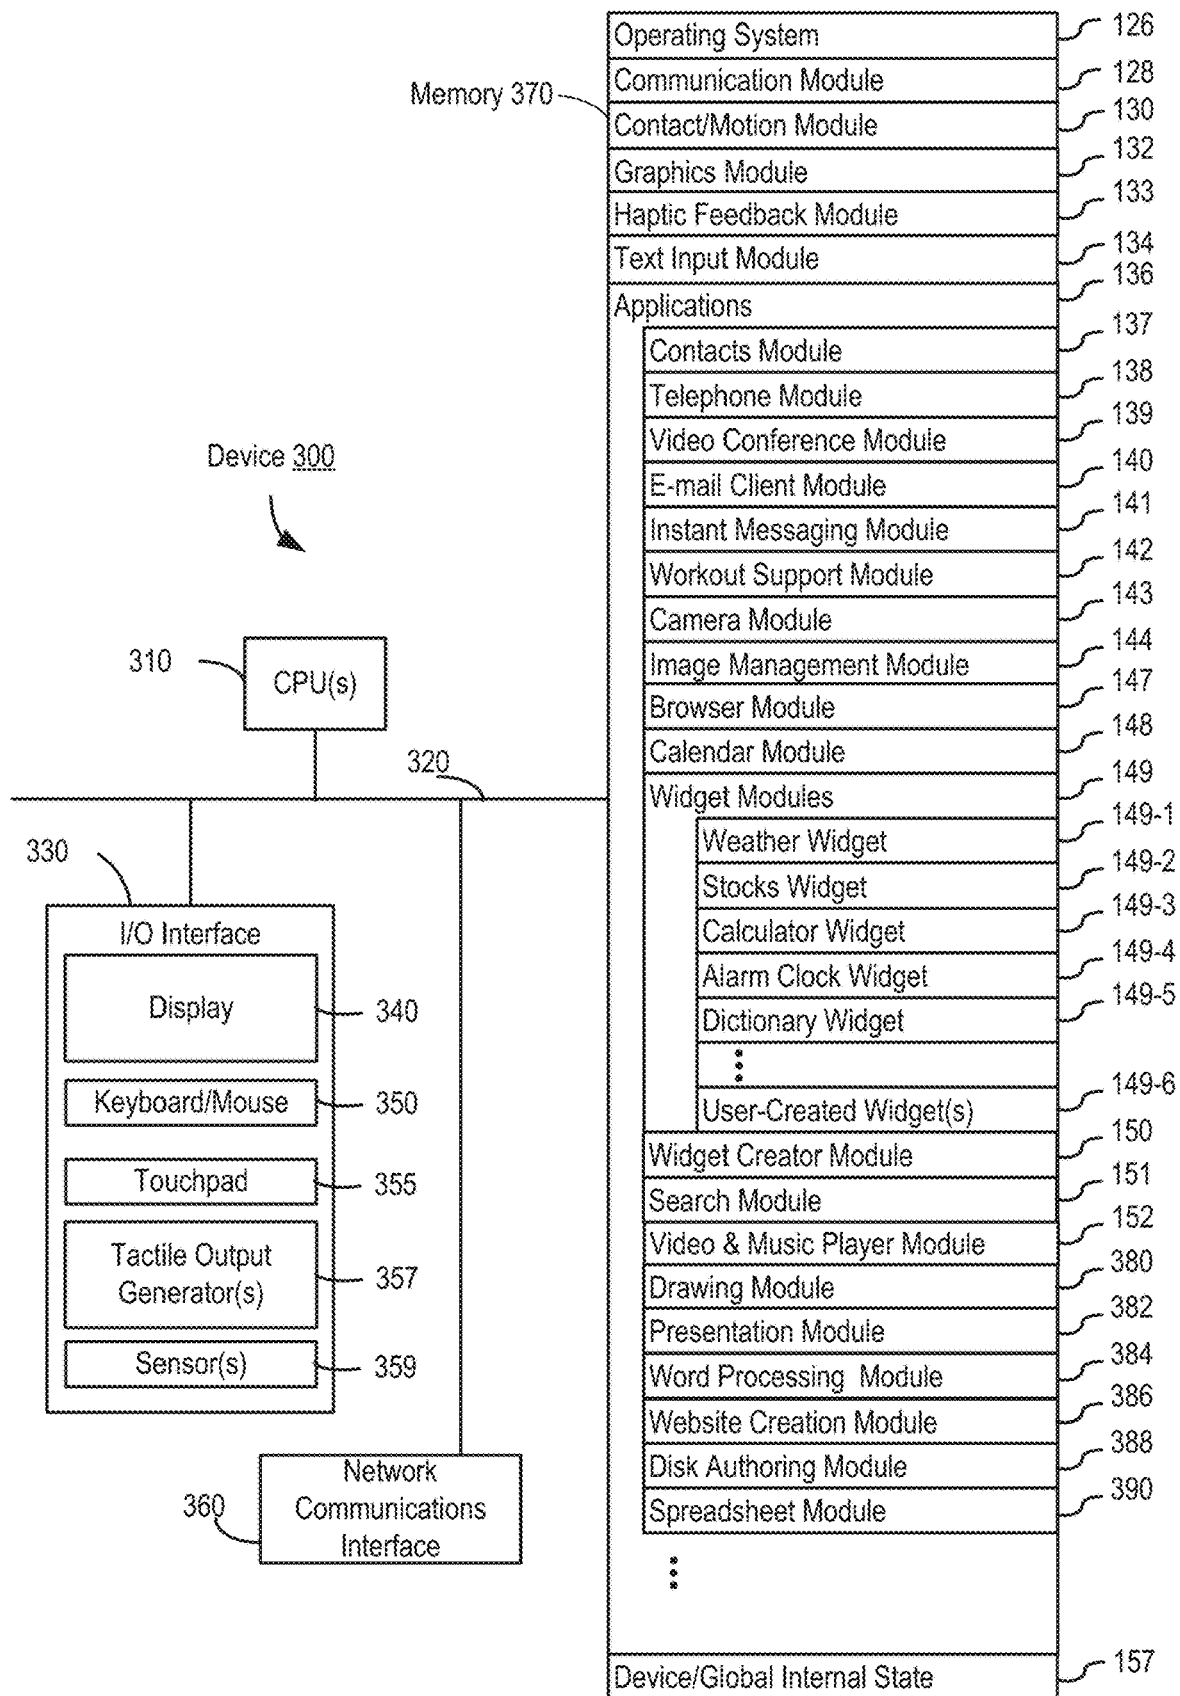 Device 300
310
CPU(s)
320
330
I/O Interface
Display
340
Keyboard/Mouse
350
Touchpad
355
Tactile Output
Generator(s)
357
Sensor(s)
359
Network
Communications
Interface
360
Memory 370
Operating System
126
Communication Module
128
Contact/Motion Module
130
Graphics Module
132
Haptic Feedback Module
133
Text Input Module
134
Applications
136
Contacts Module
137
Telephone Module
138
Video Conference Module
139
E-mail Client Module
140
Instant Messaging Module
141
Workout Support Module
142
Camera Module
143
Image Management Module
144
Browser Module
147
Calendar Module
148
Widget Modules
149
Weather Widget
149-1
Stocks Widget
149-2
Calculator Widget
149-3
Alarm Clock Widget
149-4
Dictionary Widget
149-5
User-Created Widget(s)
149-6
Widget Creator Module
150
Search Module
151
Video & Music Player Module
152
Drawing Module
380
Presentation Module
382
Word Processing Module
384
Website Creation Module
386
Disk Authoring Module
388
Spreadsheet Module
390
Device/Global Internal State
157